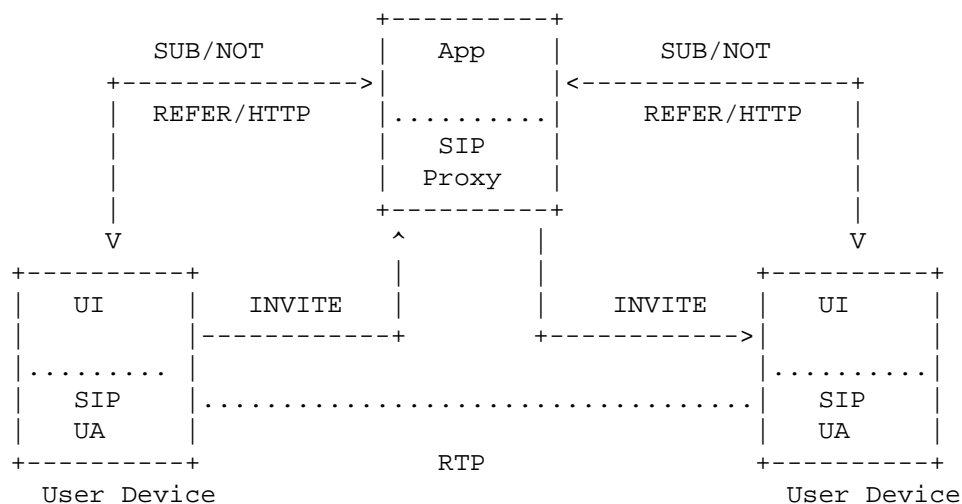 SUB/NOT App SUB/NOT
REFER/HTTP REFER/HTTP
SIP
Proxy
UI INVITE INVITE UI
SIP SIP
UA UA
RTP
User Device User Device